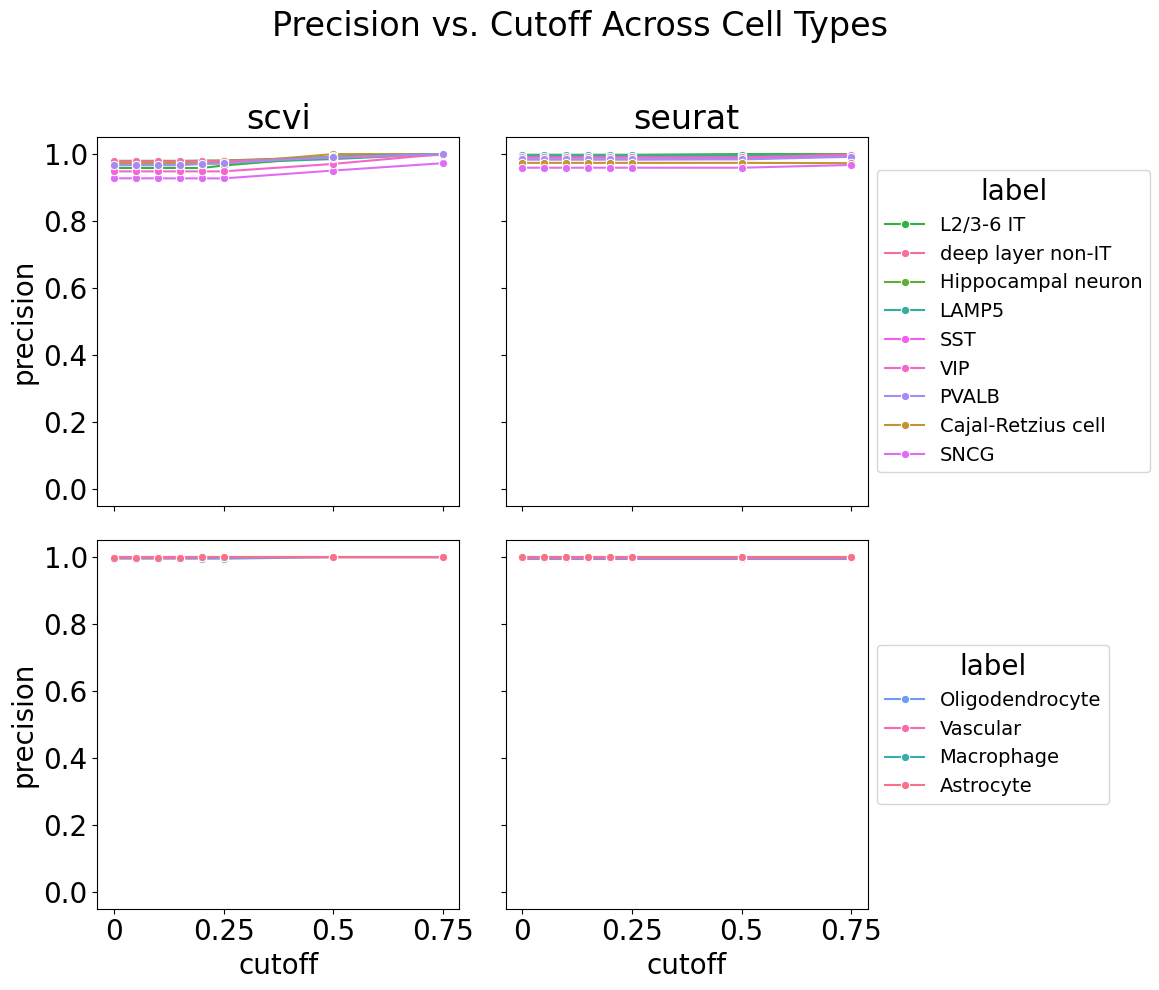 Precision vs. Cutoff Across Cell Types
scvi
seurat
precision
1.0
0.8
0.6
0.4
0.2
0.0
label
L2/3-6 IT
deep layer non-IT
Hippocampal neuron
LAMP5
SST
VIP
PVALB
Cajal-Retzius cell
SNCG
precision
1.0
0.8
0.6
0.4
0.2
0.0
label
Oligodendrocyte
Vascular
Macrophage
Astrocyte
0 0.25 0.50 0.75
cutoff
0 0.25 0.50 0.75
cutoff